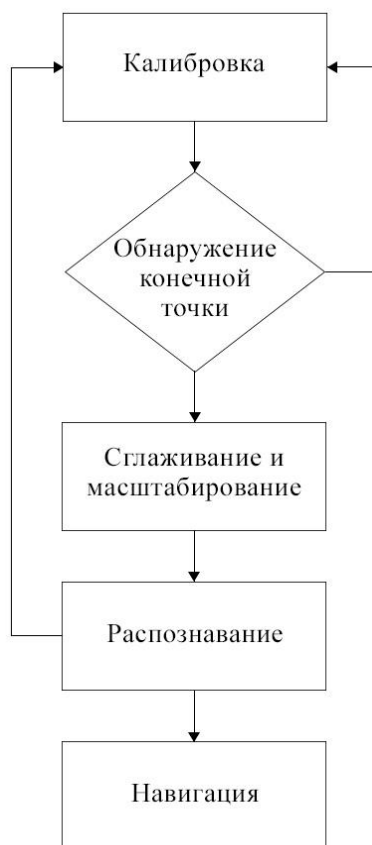 Калибровка
Обнаружение
конечной
точки
Сглаживание и
масштабирование
Распознавание
Навигация